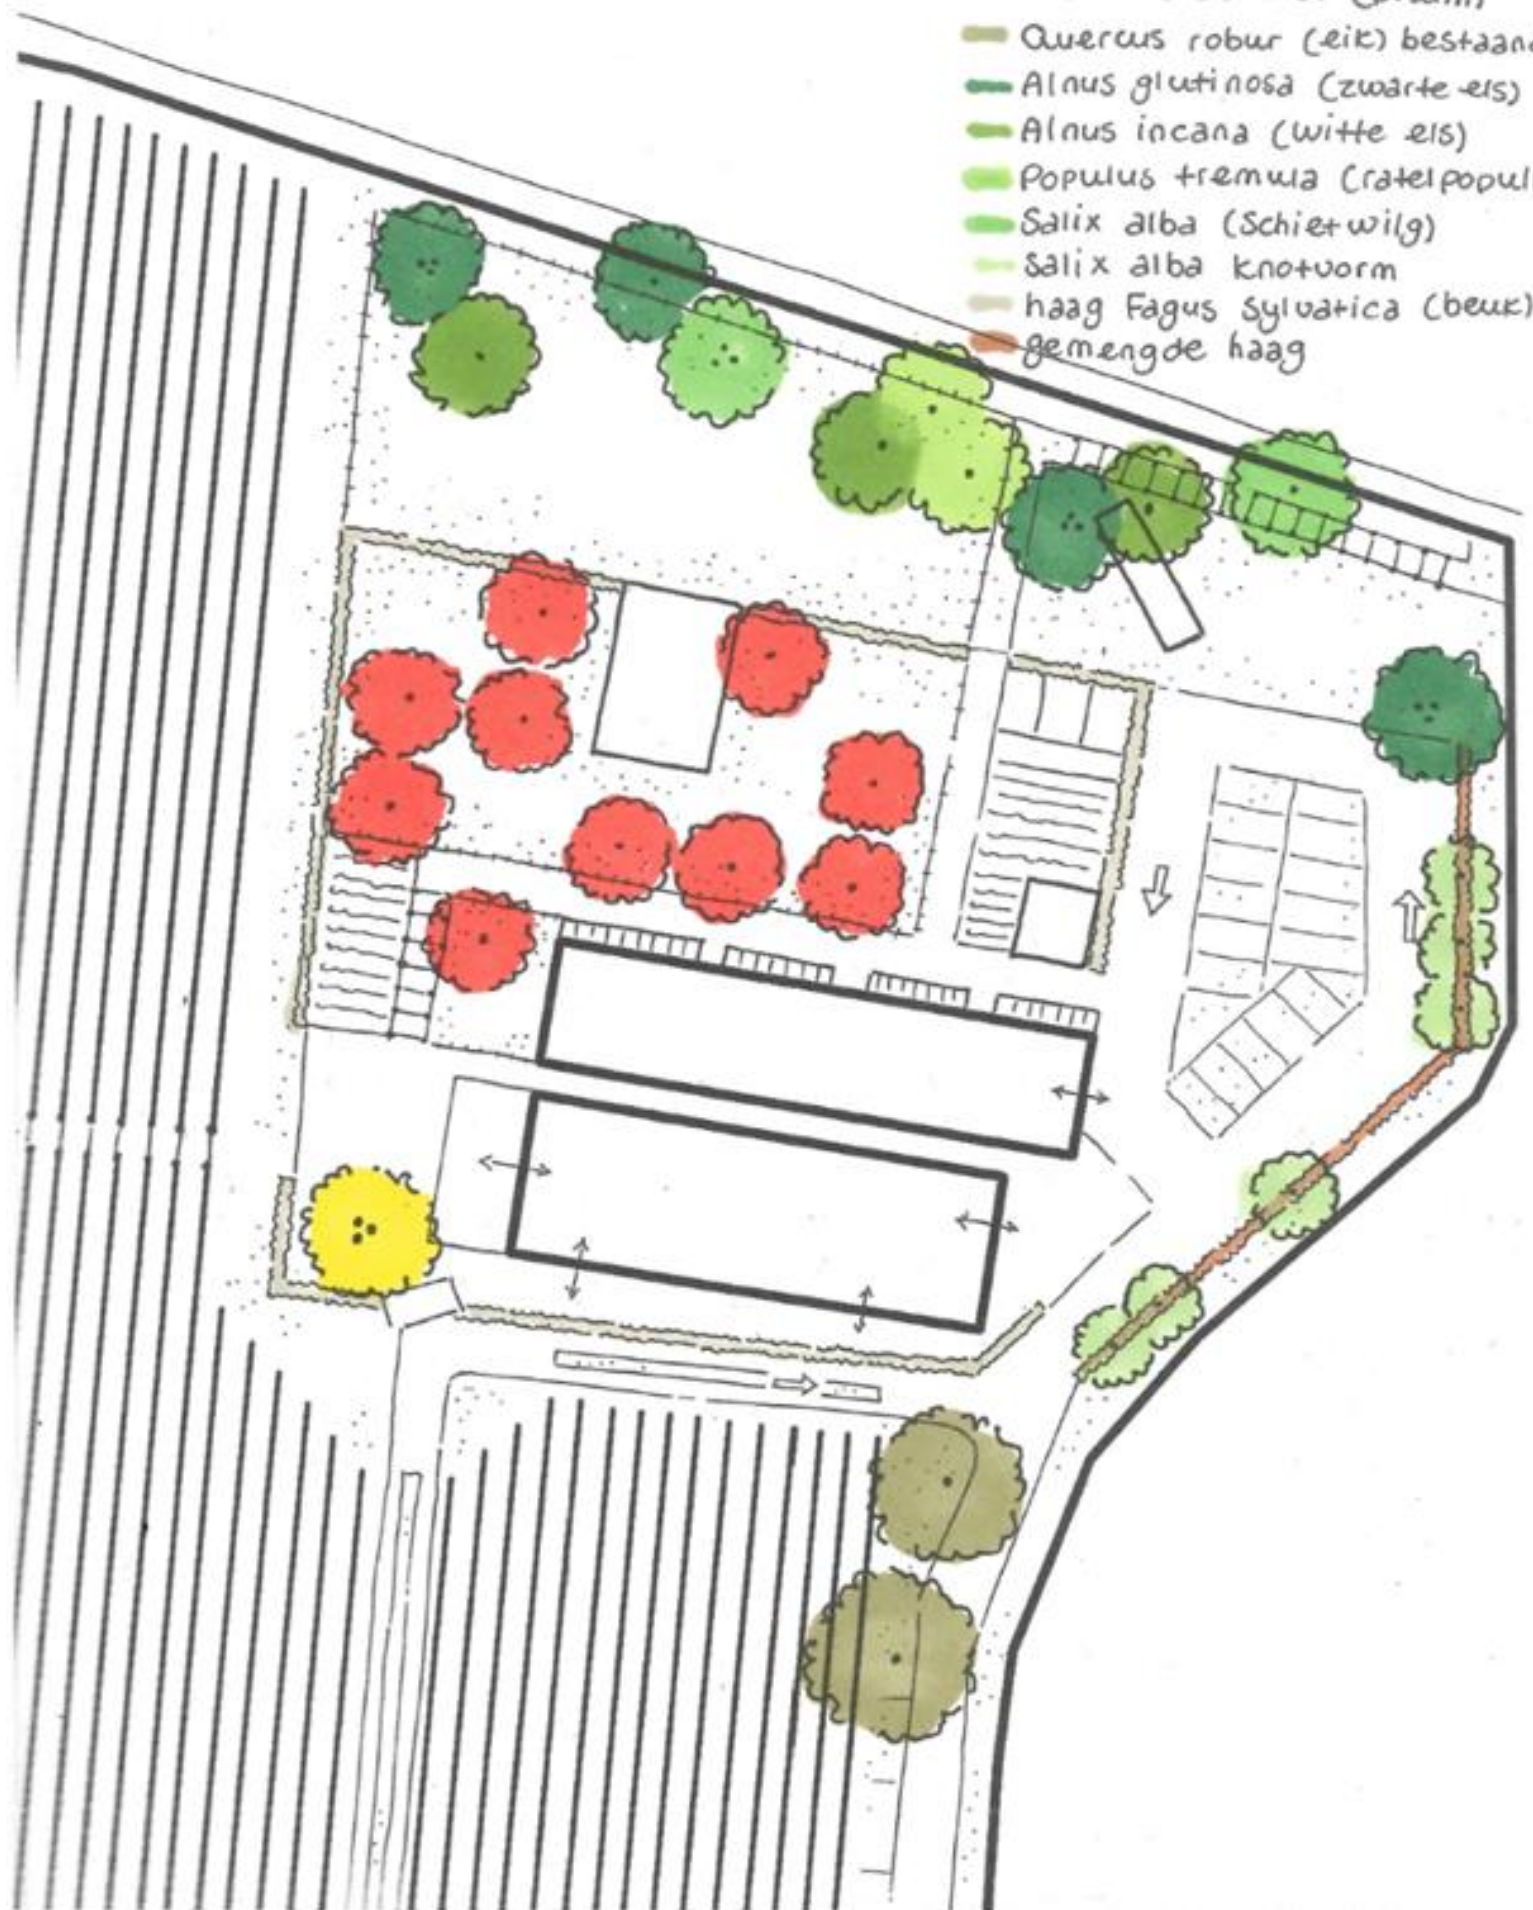 Quercus robur (eik) bestaand
Alnus glutinosa (zwarte els)
Alnus incana (witte els)
Populus tremula (ratelpopuli
Salix alba (Schietwilg)
Salix alba knotvorm
haag Fagus Sylvatica (beuk)
gemengde haag